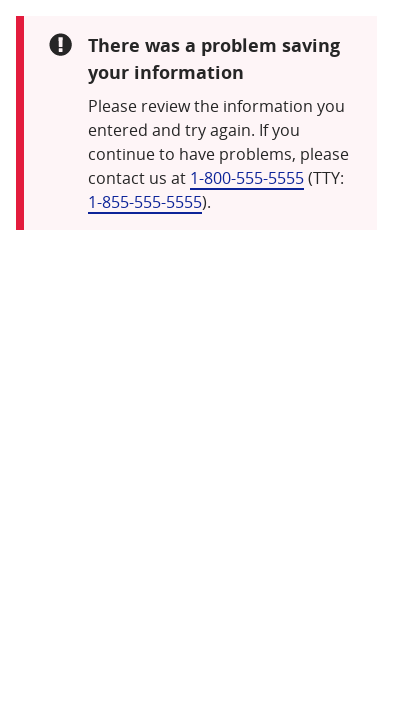 There was a problem saving
your information
Please review the information you
entered and try again. If you
continue to have problems, please
contact us at 1-800-555-5555 (TTY:
1-855-555-5555).